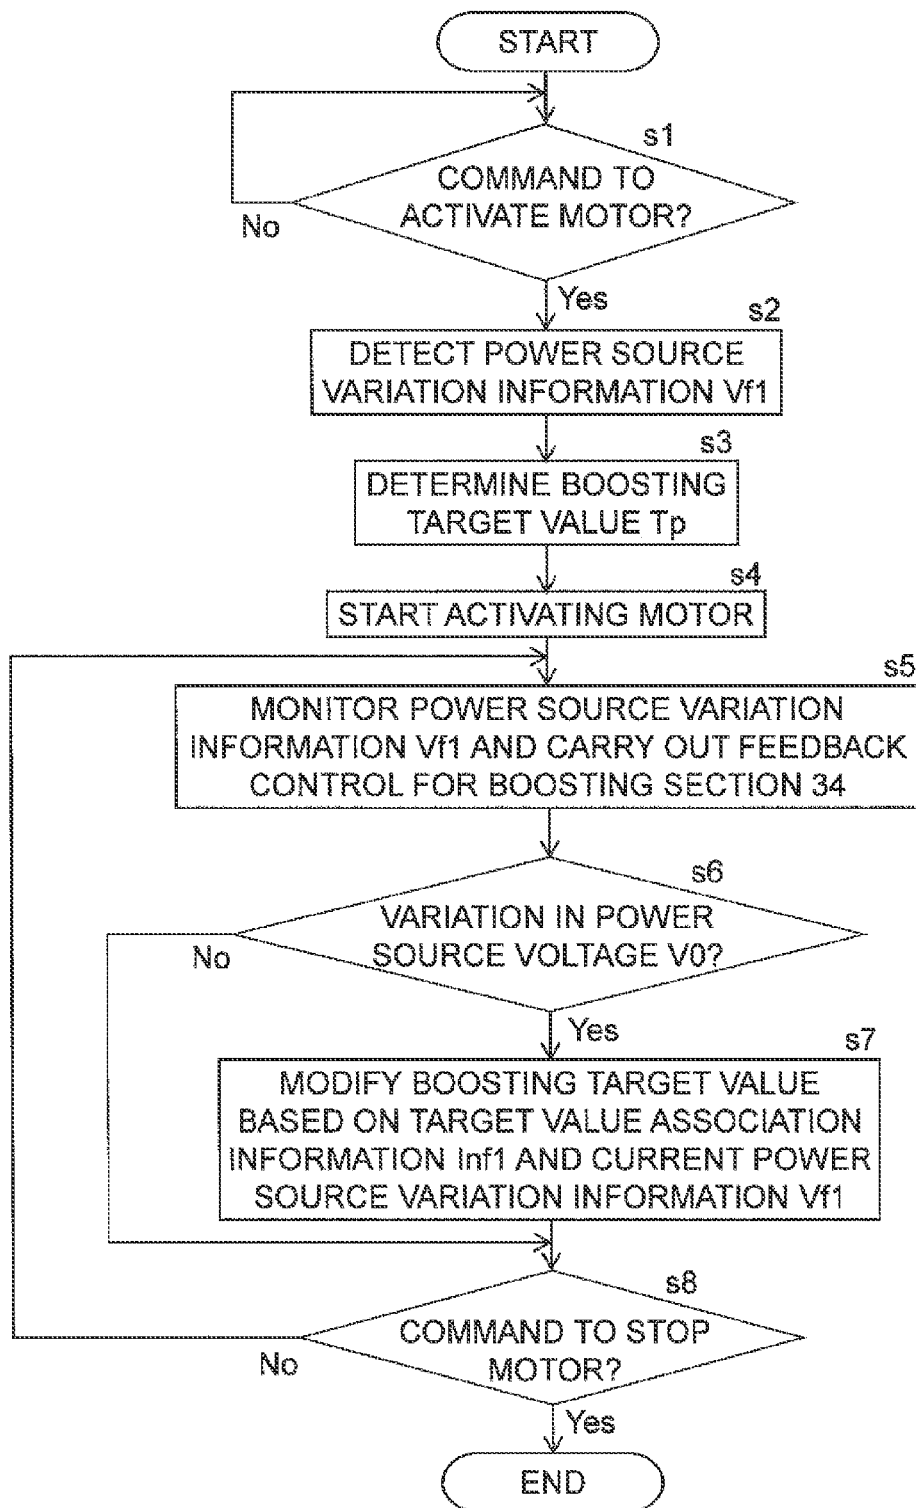 START
s1
COMMAND TO
ACTIVATE MOTOR?
No
Yes
s2
DETECT POWER SOURCE
VARIATION INFORMATION Vf1
s3
DETERMINE BOOSTING
TARGET VALUE Tp
s4
START ACTIVATING MOTOR
s5
MONITOR POWER SOURCE VARIATION
INFORMATION Vf1 AND CARRY OUT FEEDBACK
CONTROL FOR BOOSTING SECTION 34
s6
VARIATION IN POWER
SOURCE VOLTAGE V0?
No
Yes
s7
MODIFY BOOSTING TARGET VALUE
BASED ON TARGET VALUE ASSOCIATION
INFORMATION Inf1 AND CURRENT POWER
SOURCE VARIATION INFORMATION Vf1
s8
COMMAND TO STOP
MOTOR?
No
Yes
END